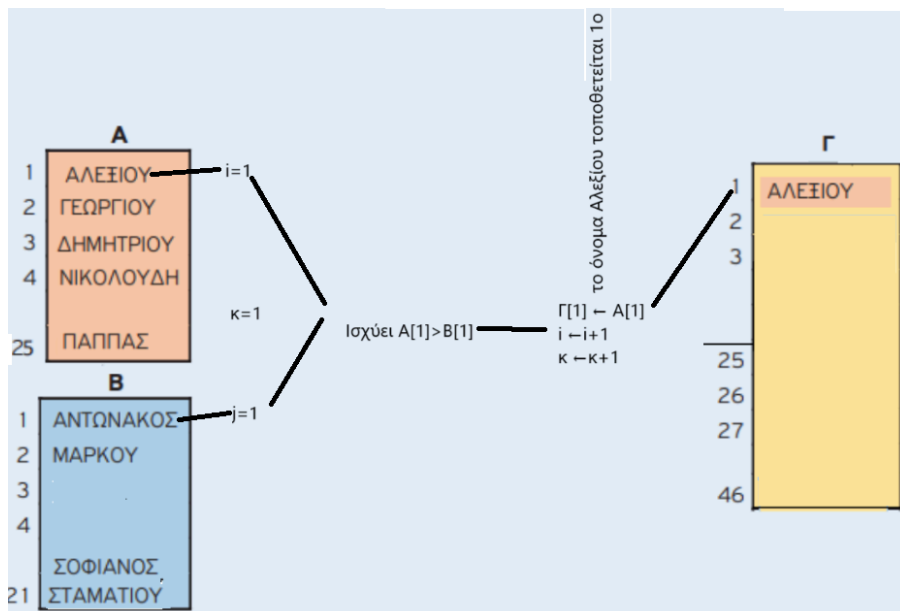 A
1 ΑΛΕΞΙΟΥ
2 ΓΕΩΡΓΙΟΥ
3 ΔΗΜΗΤΡΙΟΥ
4 ΝΙΚΟΛΟΥΔΗ
25 ΠΑΠΠΑΣ
B
1 ΑΝΤΩΝΑΚΟΣ
2 ΜΑΡΚΟΥ
3
4
ΣΟΦΙΑΝΟΣ
21 ΣΤΑΜΑΤΙΟΥ
i=1
κ=1
j=1
Ισχύει Α[1]>Β[1]
το όνομα Αλεξίου τοποθετείται 1ο
Γ[1] ← Α[1]
i ←i+1
κ ←κ+1
Γ
1 ΑΛΕΞΙΟΥ
2
3
25
26
27
46